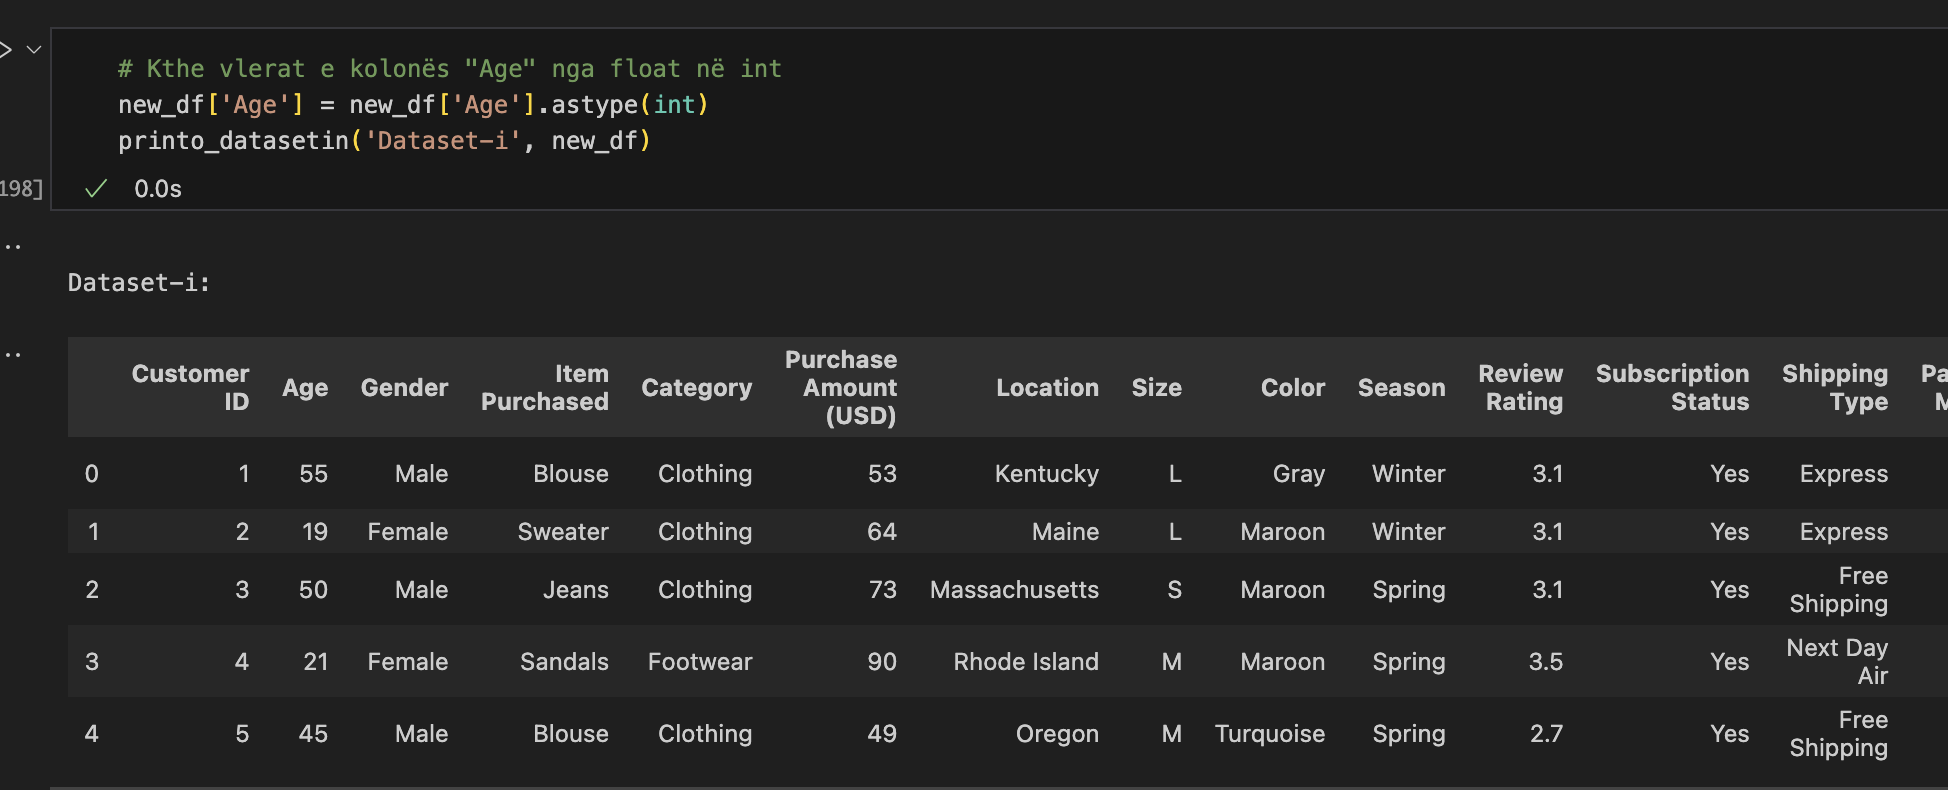 # Kthe vlerat e kolonës "Age" nga float në int
new_df['Age'] = new_df['Age'].astype(int)
printo_datasetin('Dataset-i', new_df)
198] 0.0s
Dataset-i:
Customer ID Age Gender Item Purchased Category Purchase Amount (USD) Location Size Color Season Review Rating Subscription Status Shipping Type
0 1 55 Male Blouse Clothing 53 Kentucky L Gray Winter 3.1 Yes Express
1 2 19 Female Sweater Clothing 64 Maine L Maroon Winter 3.1 Yes Express
2 3 50 Male Jeans Clothing 73 Massachusetts S Maroon Spring 3.1 Yes Free Shipping
3 4 21 Female Sandals Footwear 90 Rhode Island M Maroon Spring 3.5 Yes Next Day Air
4 5 45 Male Blouse Clothing 49 Oregon M Turquoise Spring 2.7 Yes Free Shipping